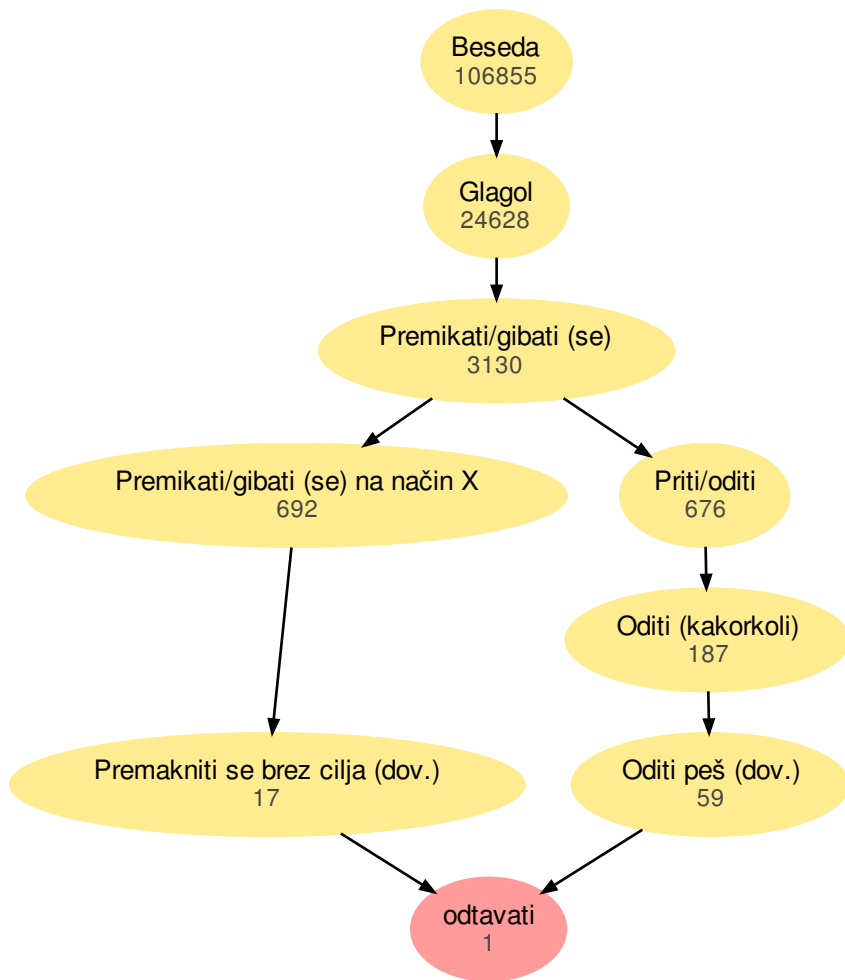 Beseda
106855
Glagol
24628
Premikati/gibati (se)
3130
Premikati/gibati (se) na način X
692
Priti/oditi
676
Oditi (kakorkoli)
187
Premakniti se brez cilja (dov.)
17
Oditi peš (dov.)
59
odtavati
1